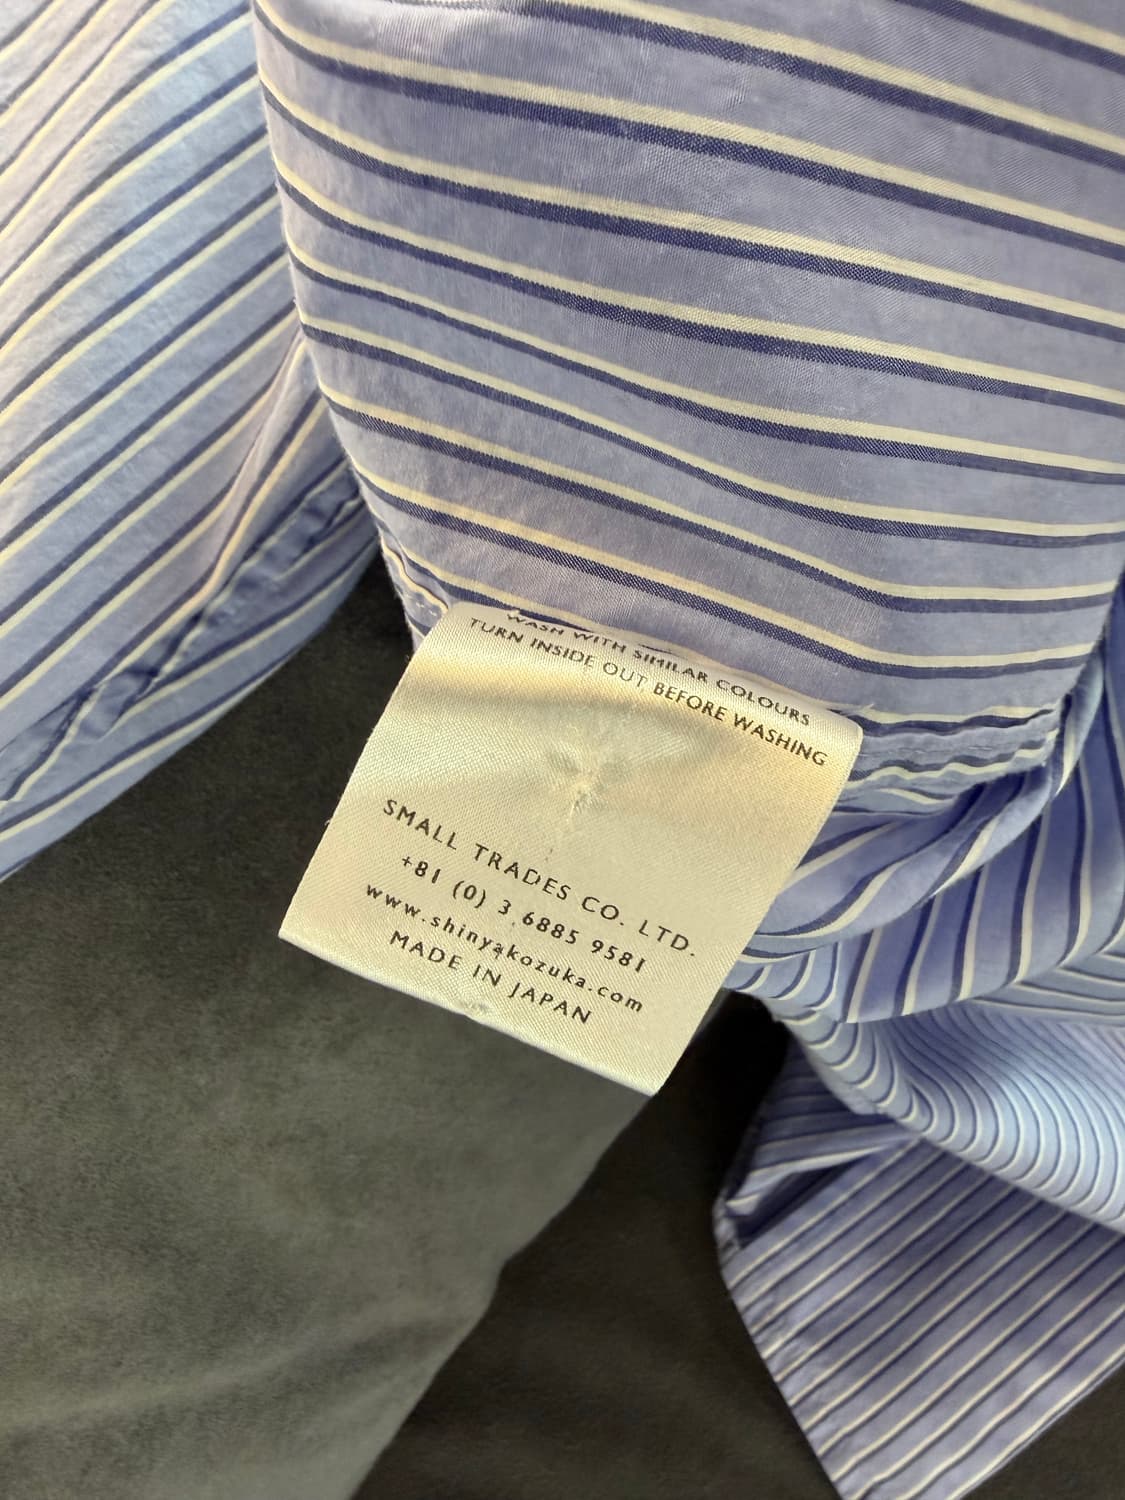 WASH WITH SIMILAR COLOURS
TURN INSIDE OUT BEFORE WASHING
SMALL TRADES CO. LTD.
+81 (0) 3 6885 9581
www.shinyakozuka.com
MADE IN JAPAN